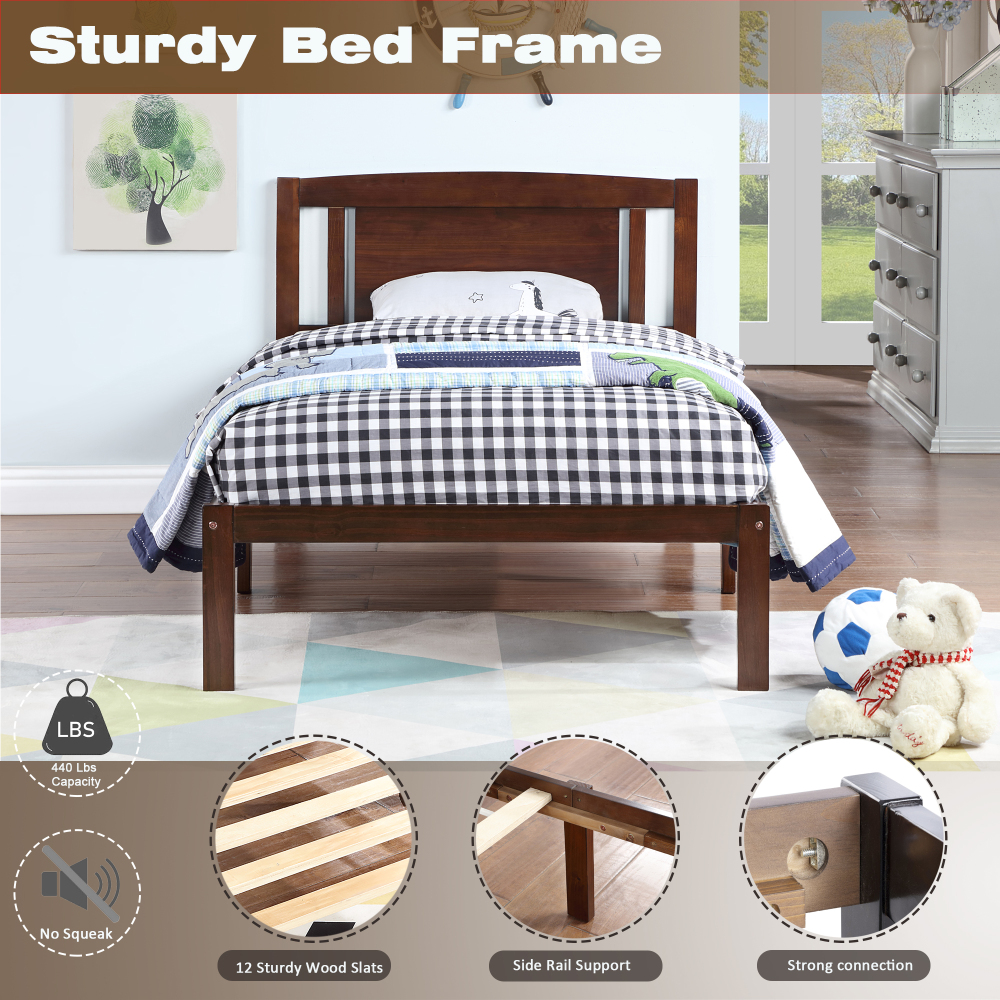 Sturdy Bed Frame
LBS
440 Lbs
Capacity
No Squeak
12 Sturdy Wood Slats
Side Rail Support
Strong connection